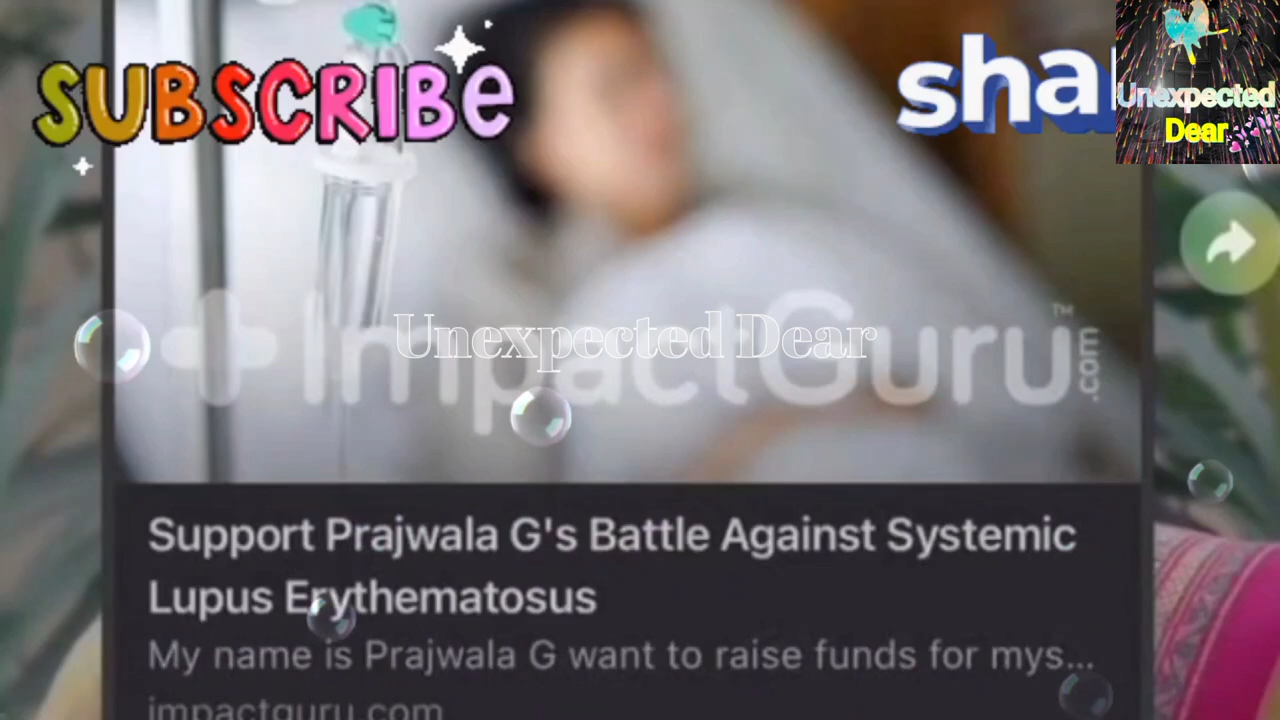 SUBSCRIBe
sha
Unexpected
Dear
Unexpected Dear
ImpactGuru
™
.com
Support Prajwala G's Battle Against Systemic
Lupus Erythematosus
My name is Prajwala G want to raise funds for mys...
impactguru.com